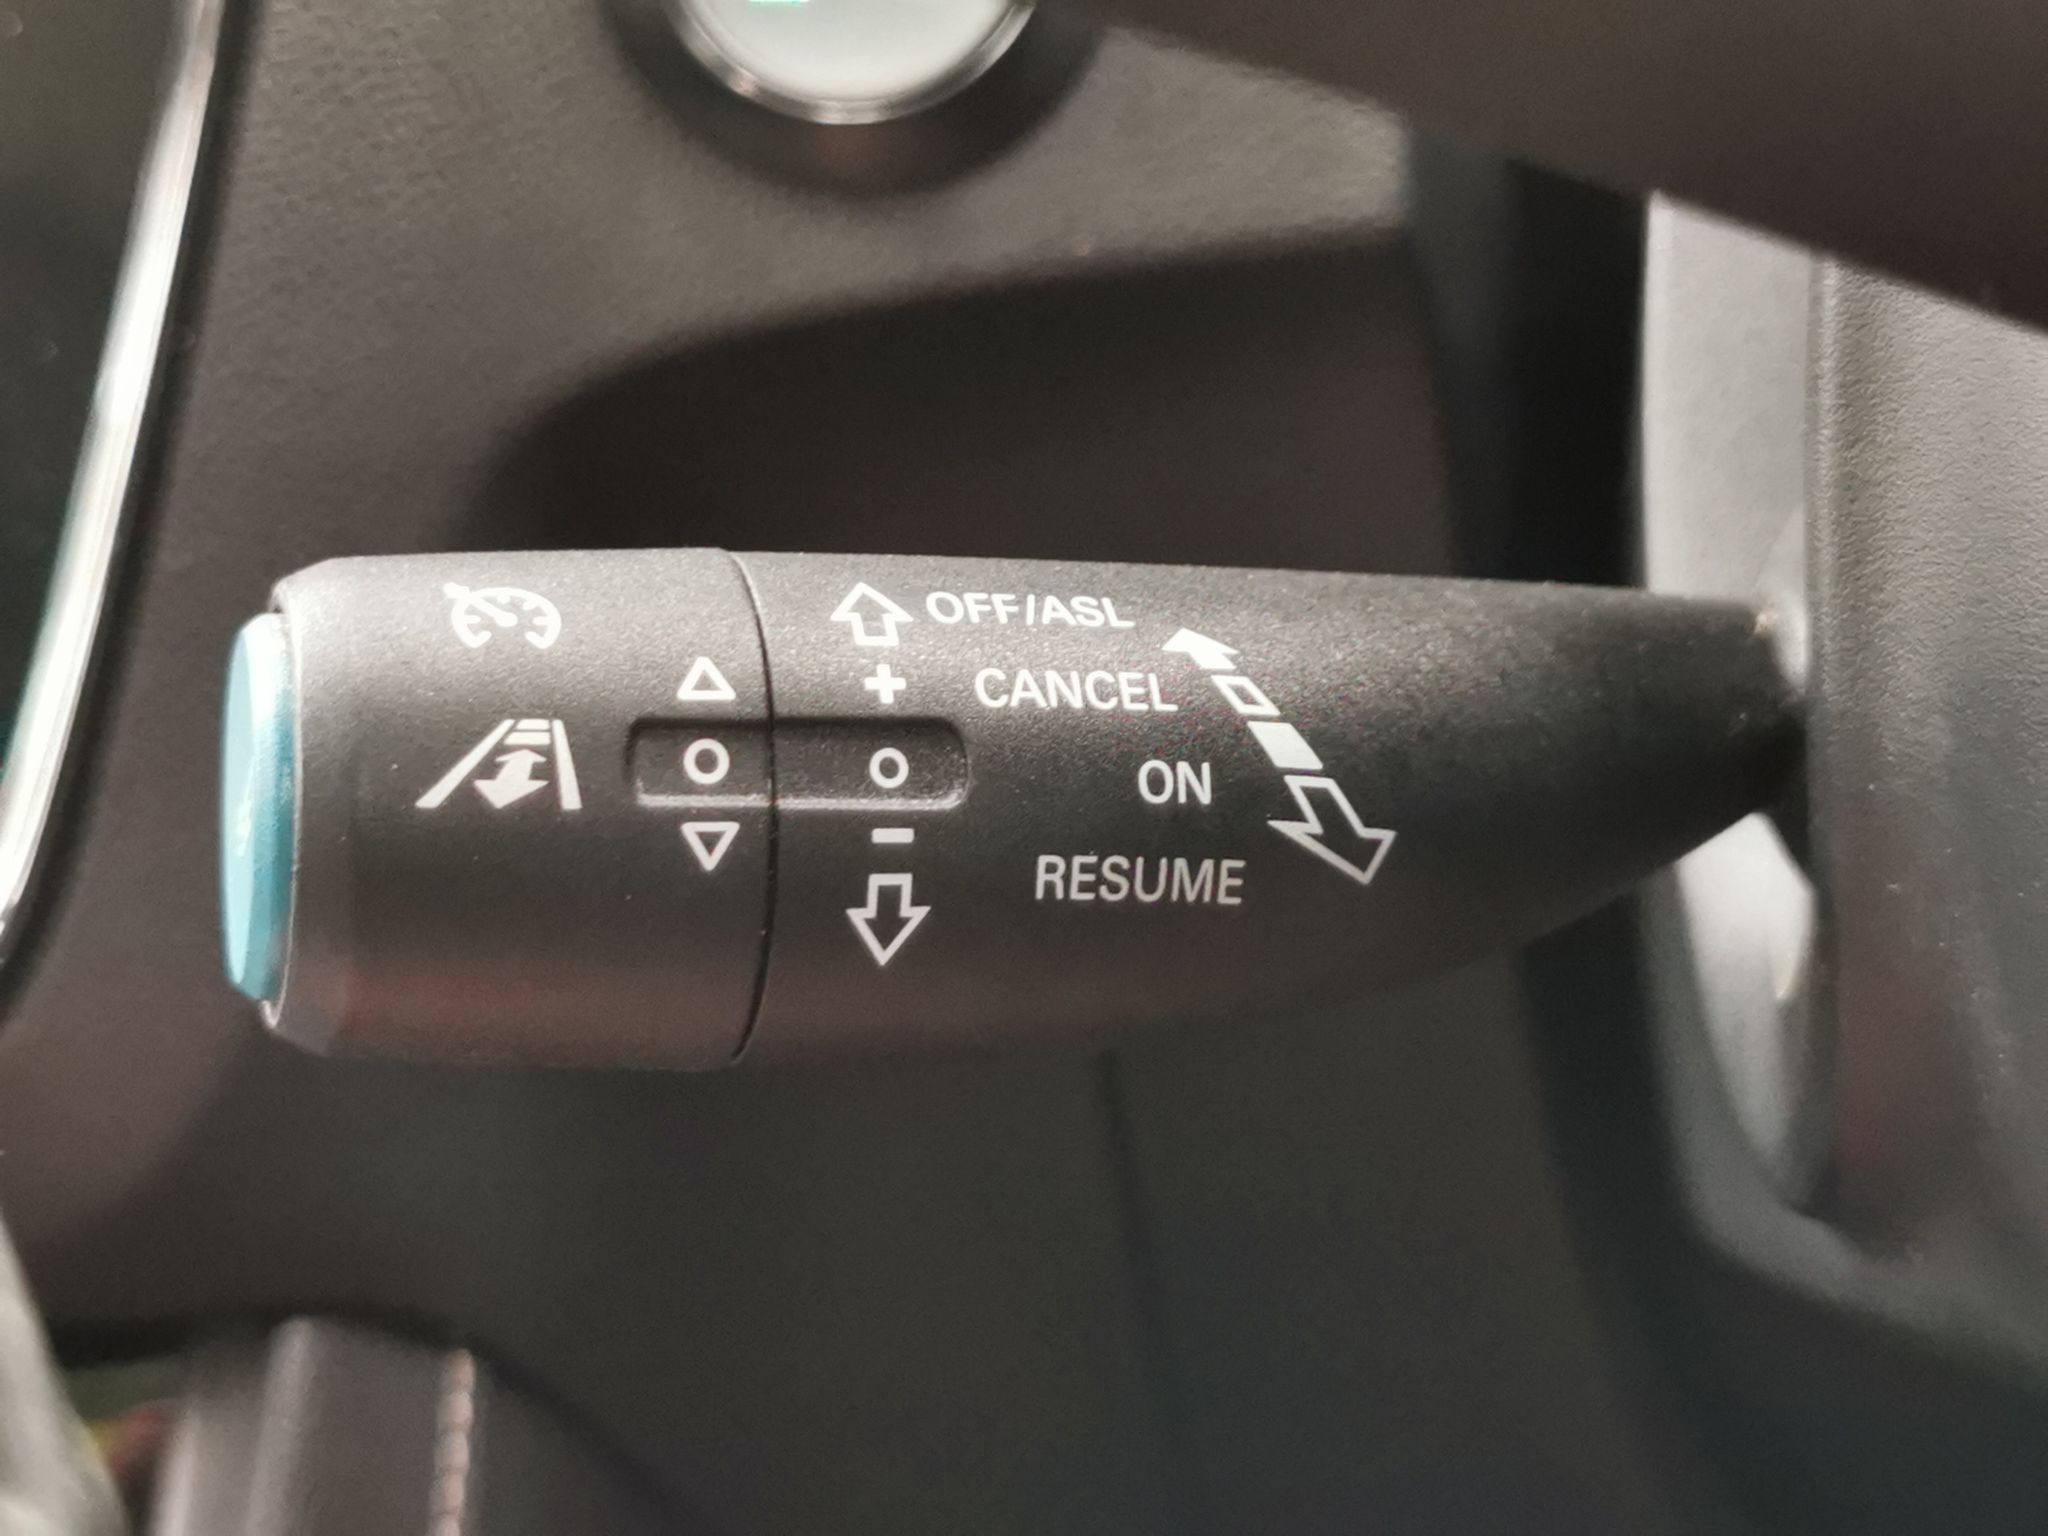 OFF/ASL
+ CANCEL
ON
-
RESUME